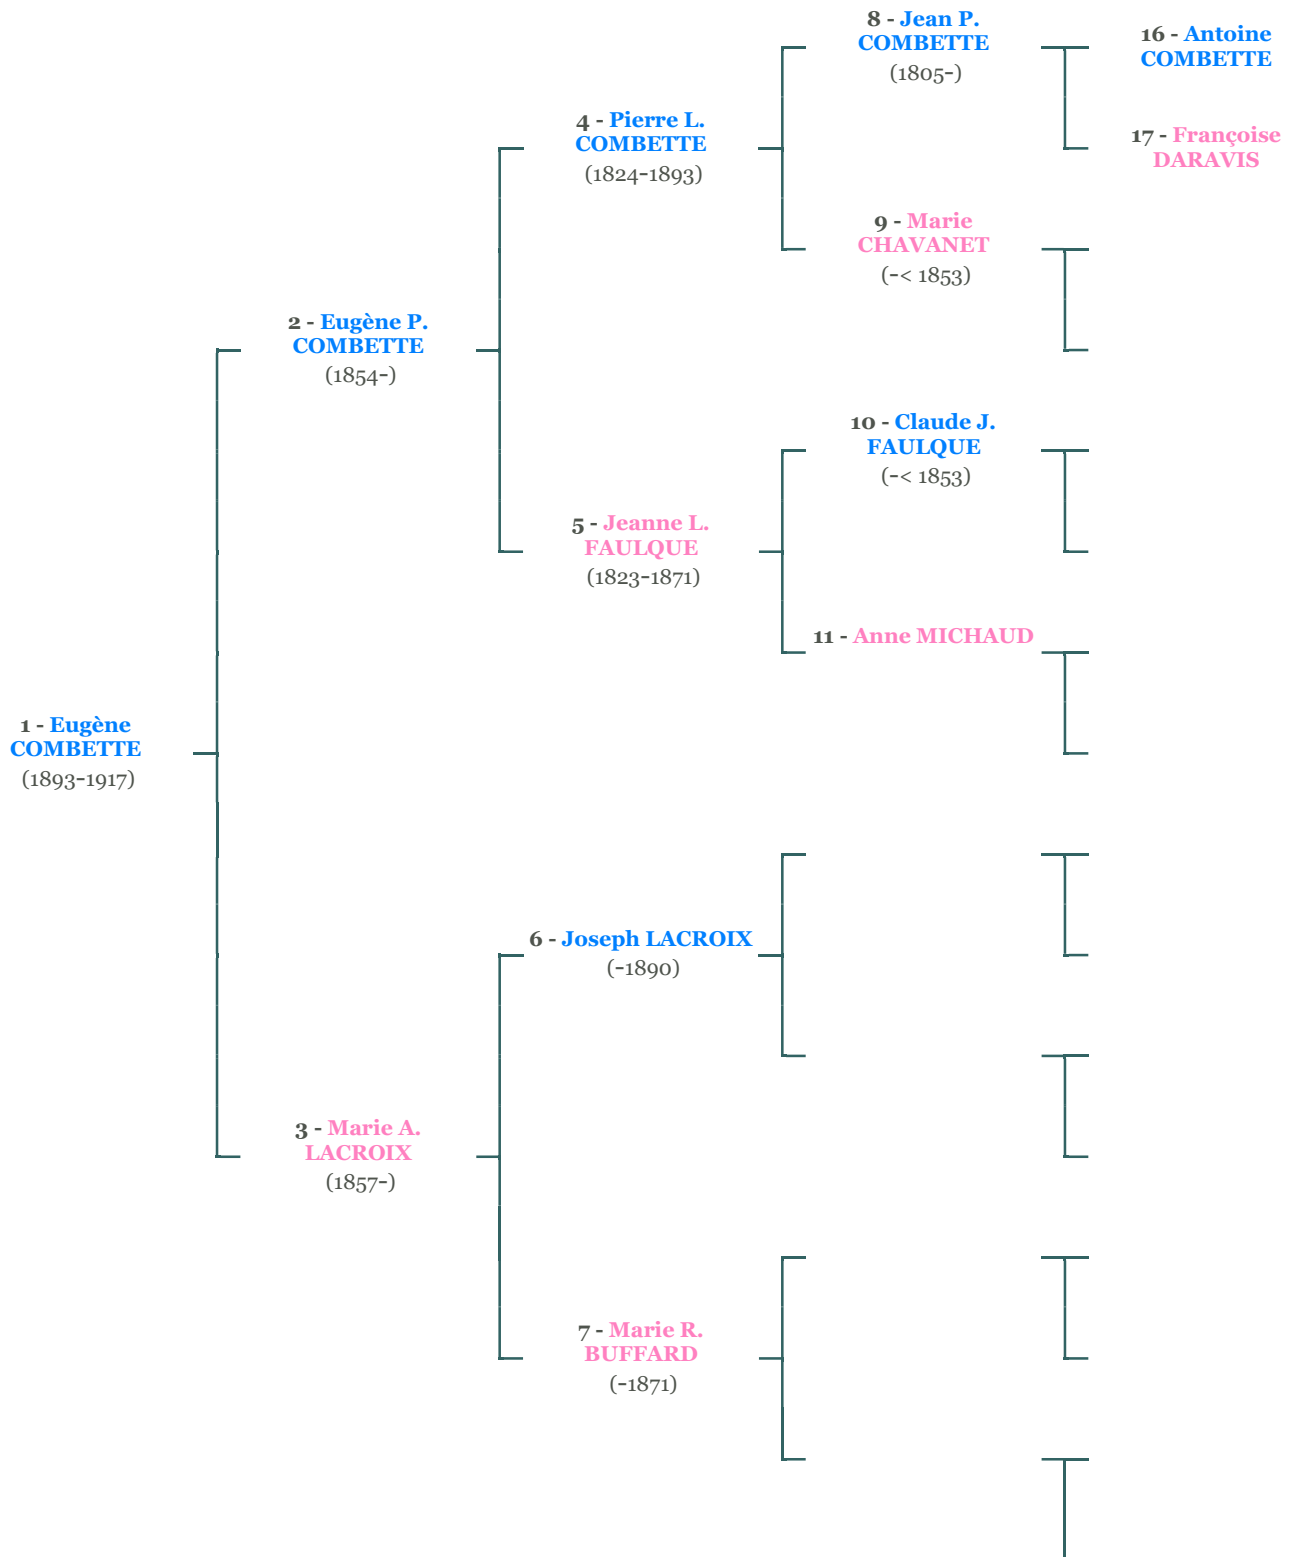 8 - Jean P.
COMBETTE
(1805-)
16 - Antoine
COMBETTE
4 - Pierre L.
COMBETTE
(1824-1893)
17 - Françoise
DARAVIS
9 - Marie
CHAVANET
(-< 1853)
2 - Eugène P.
COMBETTE
(1854-)
10 - Claude J.
FAULQUE
(-< 1853)
5 - Jeanne L.
FAULQUE
(1823-1871)
11 - Anne MICHAUD
1 - Eugène
COMBETTE
(1893-1917)
6 - Joseph LACROIX
(-1890)
3 - Marie A.
LACROIX
(1857-)
7 - Marie R.
BUFFARD
(-1871)